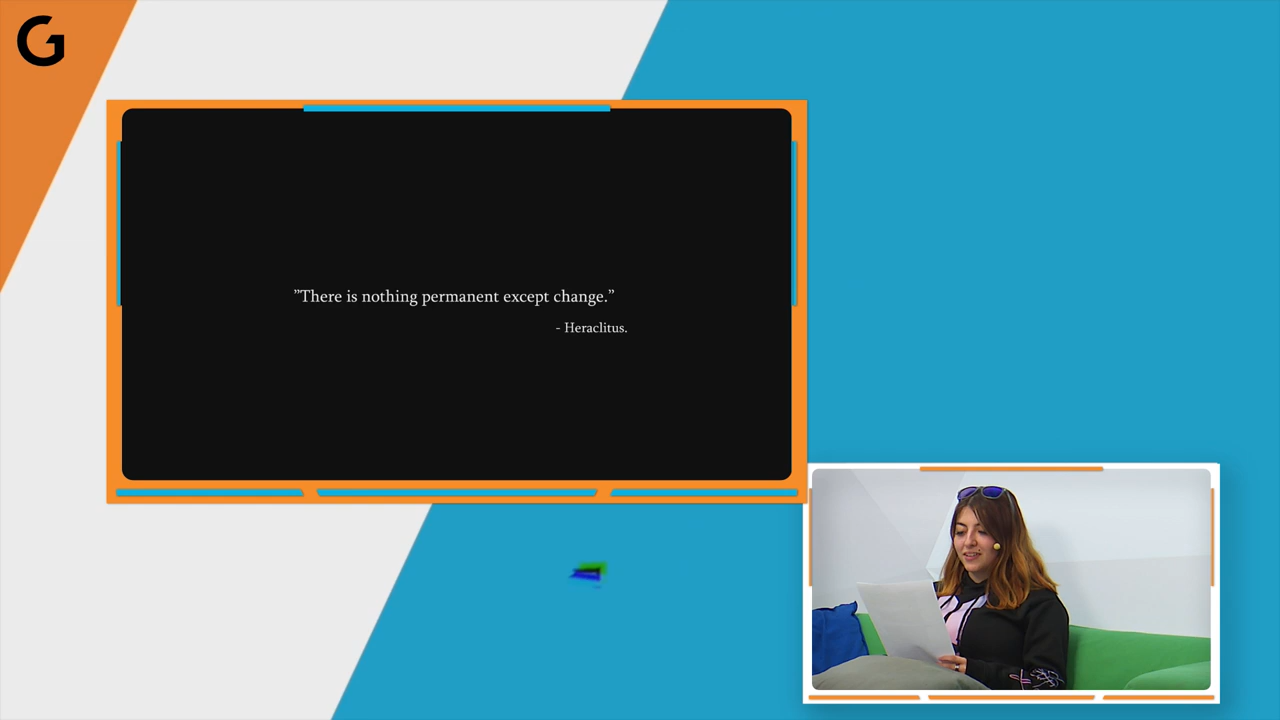 G
”There is nothing permanent except change.”
- Heraclitus.